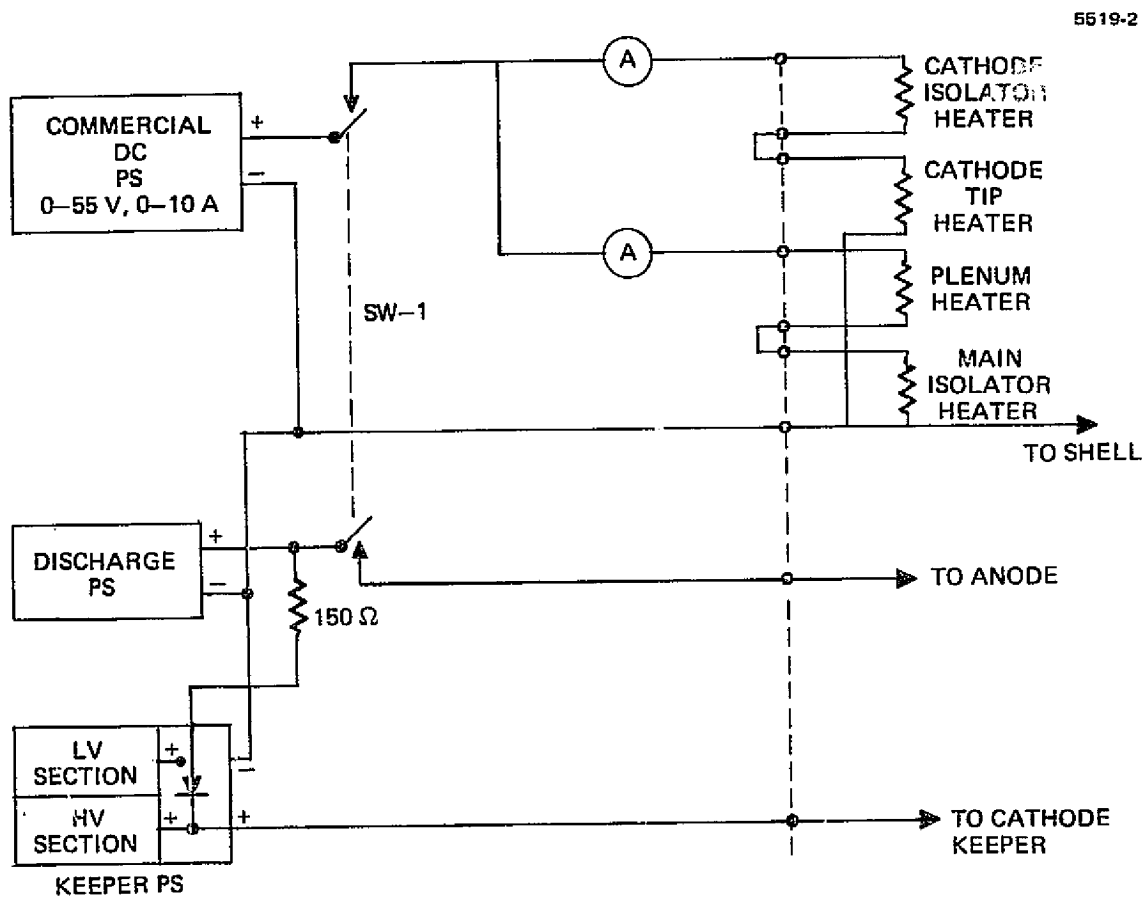 5519-2
COMMERCIAL
DC
PS
0–55 V, 0–10 A
+
−
A
CATHODE
ISOLATOR
HEATER
CATHODE
TIP
HEATER
A
PLENUM
HEATER
SW–1
MAIN
ISOLATOR
HEATER
TO SHELL
DISCHARGE
PS
+
−
150 Ω
TO ANODE
LV
SECTION
+
−
HV
SECTION
+
+
TO CATHODE
KEEPER
KEEPER PS